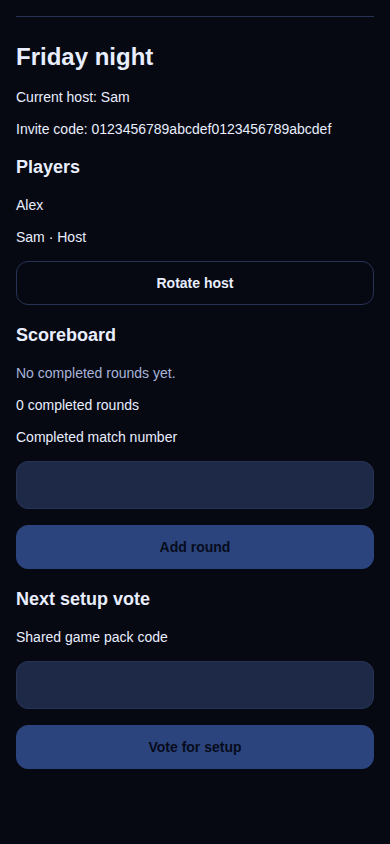 Friday night
Current host: Sam
Invite code: 0123456789abcdef0123456789abcdef
Players
Alex
Sam · Host
Rotate host
Scoreboard
No completed rounds yet.
0 completed rounds
Completed match number
Add round
Next setup vote
Shared game pack code
Vote for setup